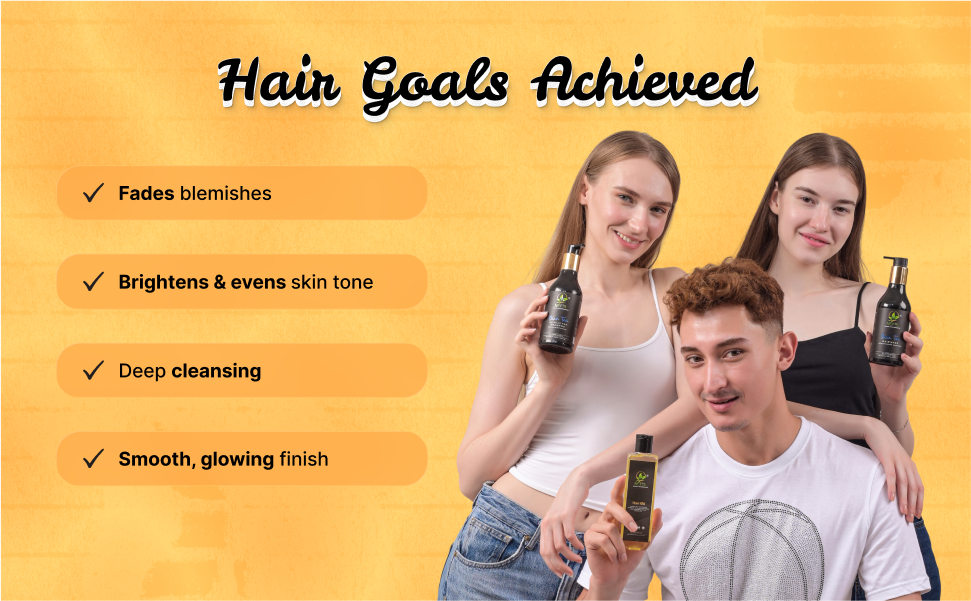 Hair Goals Achieved
Fades blemishes
Brightens & evens skin tone
Deep cleansing
Smooth, glowing finish